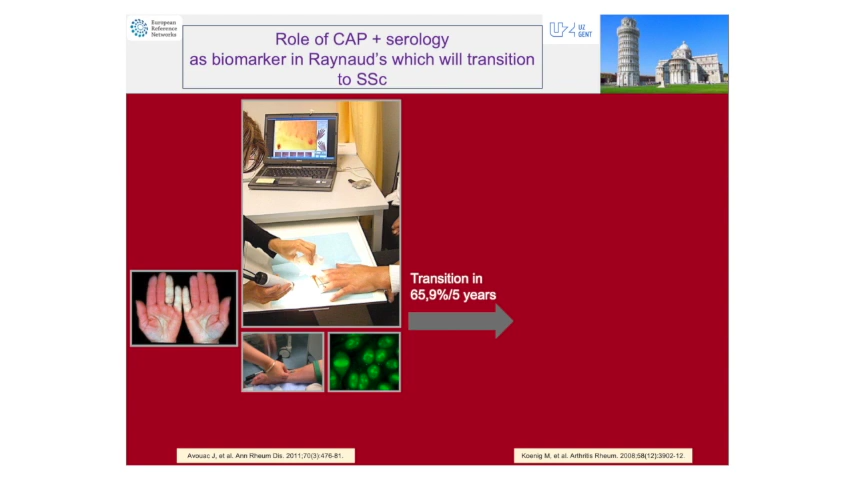 European
Reference
Networks
Role of CAP + serology
as biomarker in Raynaud's which will transition
to SSc
UZ
GENT
Transition in
65,9%/5 years
Avouac J, et al. Ann Rheum Dis. 2011;70(3):476-81.
Koenig M, et al. Arthritis Rheum. 2008;58(12):3902-12.